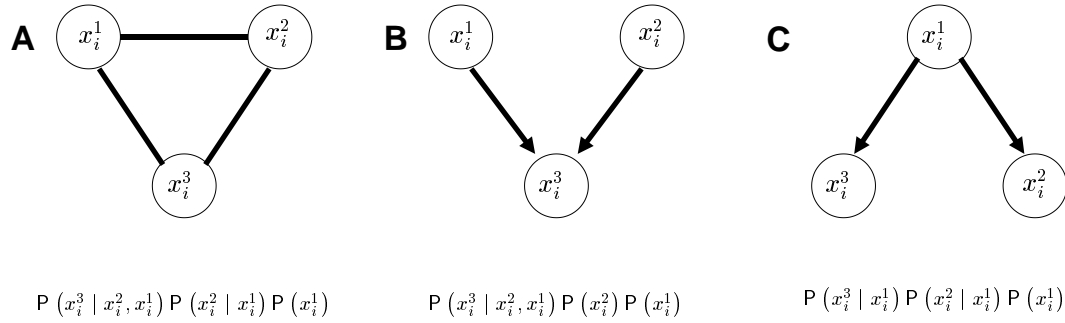 A x_i^1 x_i^2 B x_i^1 x_i^2 C x_i^1
x_i^3 x_i^3 x_i^3 x_i^2
P (x_i^3 | x_i^2, x_i^1) P (x_i^2 | x_i^1) P (x_i^1) P (x_i^3 | x_i^2, x_i^1) P (x_i^2) P (x_i^1) P (x_i^3 | x_i^1) P (x_i^2 | x_i^1) P (x_i^1)